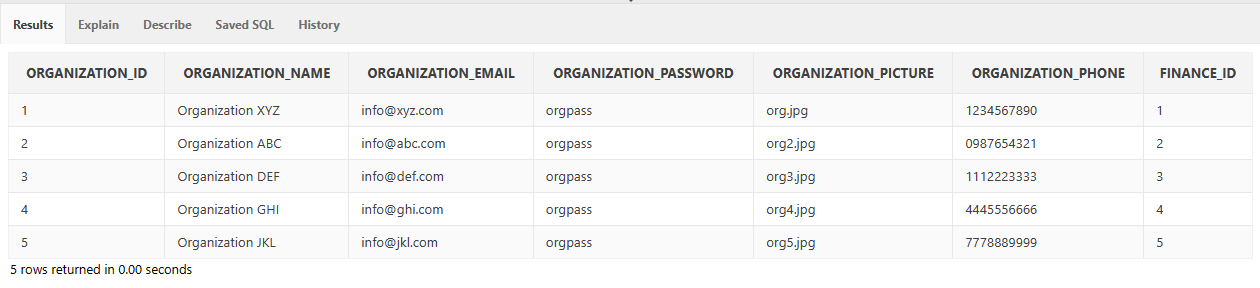 Results Explain Describe Saved SQL History
ORGANIZATION_ID ORGANIZATION_NAME ORGANIZATION_EMAIL ORGANIZATION_PASSWORD ORGANIZATION_PICTURE ORGANIZATION_PHONE FINANCE_ID
1 Organization XYZ info@xyz.com orgpass org.jpg 1234567890 1
2 Organization ABC info@abc.com orgpass org2.jpg 0987654321 2
3 Organization DEF info@def.com orgpass org3.jpg 1112223333 3
4 Organization GHI info@ghi.com orgpass org4.jpg 4445556666 4
5 Organization JKL info@jkl.com orgpass org5.jpg 7778889999 5
5 rows returned in 0.00 seconds